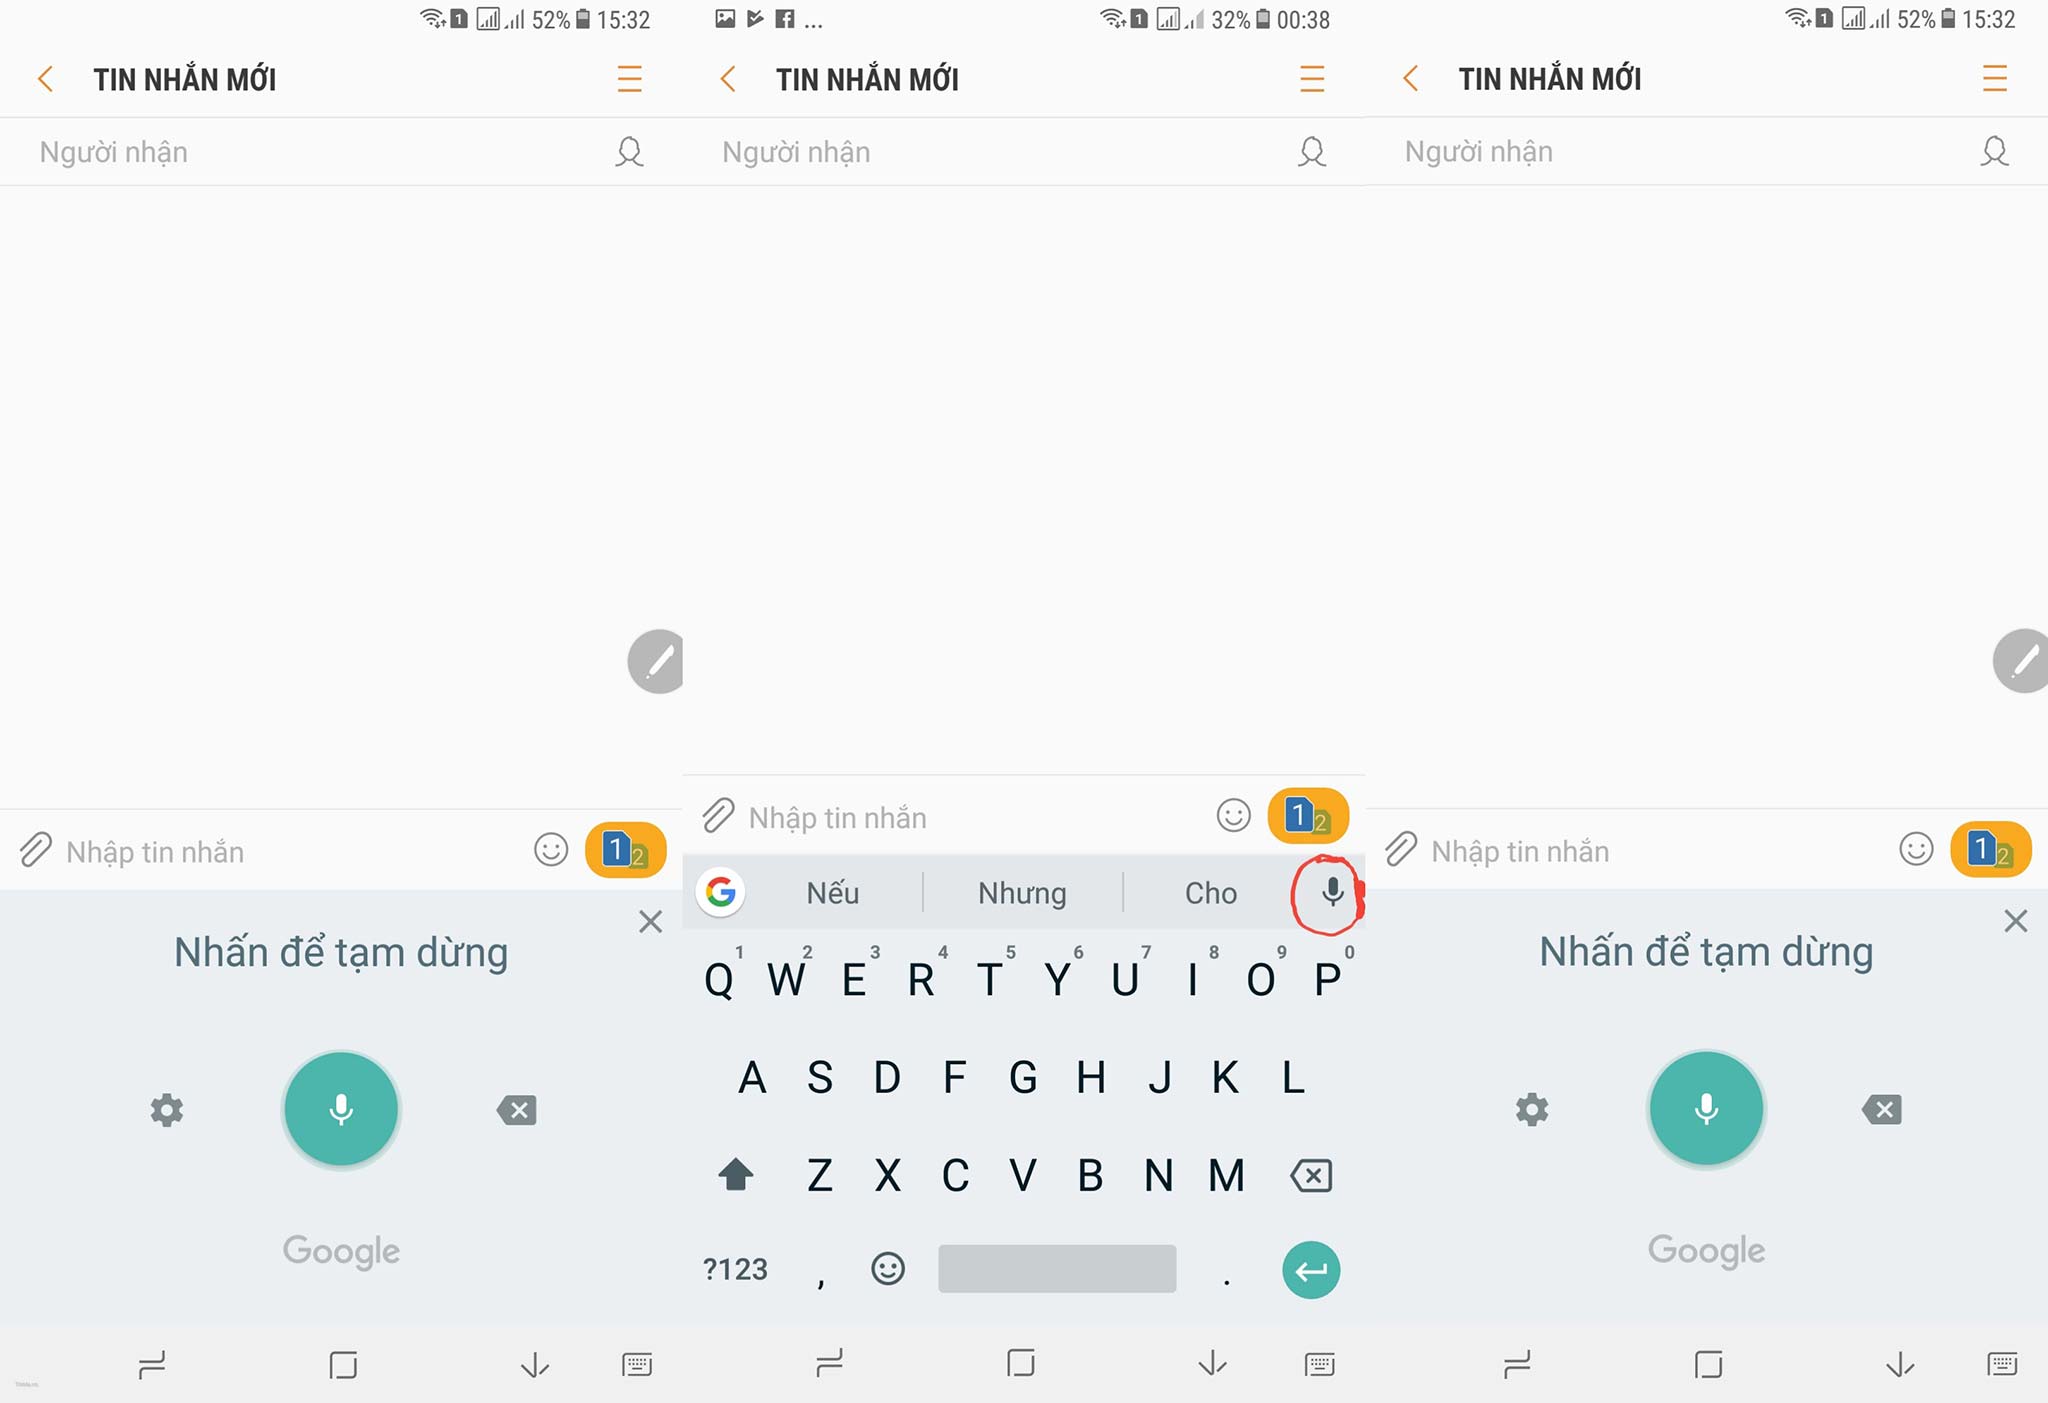 1 52% 15:32
TIN NHẮN MỚI
Người nhận
Nhập tin nhắn
1 2
Nhấn để tạm dừng
Google
... 1 32% 00:38
TIN NHẮN MỚI
Người nhận
Nhập tin nhắn
1 2
G Nếu Nhưng Cho
1 2 3 4 5 6 7 8 9 0
Q W E R T Y U I O P
A S D F G H J K L
Z X C V B N M
?123 , .
1 52% 15:32
TIN NHẮN MỚI
Người nhận
Nhập tin nhắn
1 2
Nhấn để tạm dừng
Google